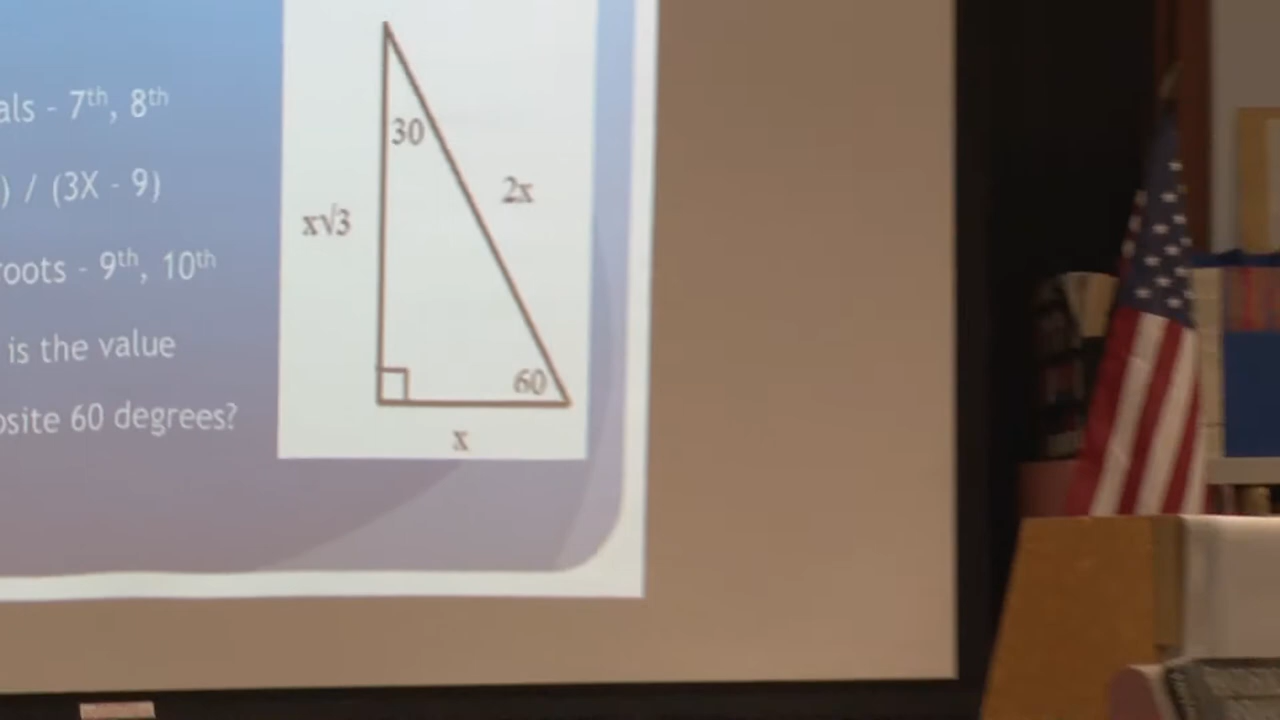 als - 7th, 8th
) / (3X - 9)
roots - 9th, 10th
is the value
osite 60 degrees?
30
2x
x√3
60
x